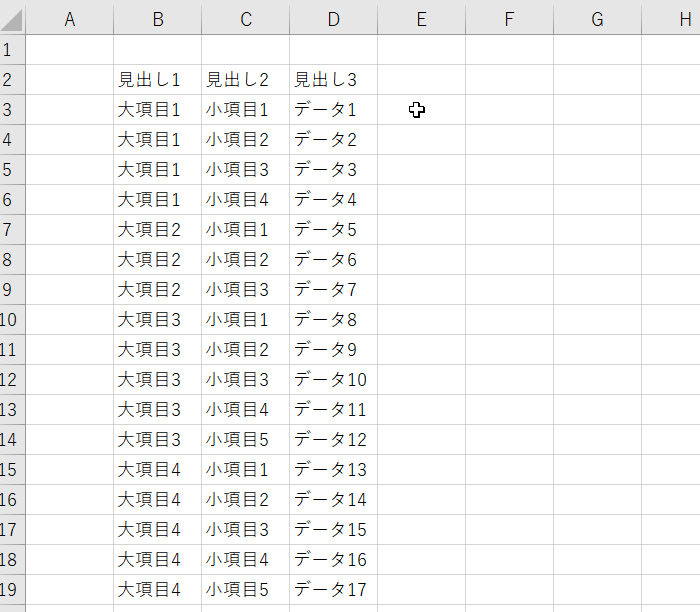 A B C D E F G H
1
2 見出し1 見出し2 見出し3
3 大項目1 小項目1 データ1
4 大項目1 小項目2 データ2
5 大項目1 小項目3 データ3
6 大項目1 小項目4 データ4
7 大項目2 小項目1 データ5
8 大項目2 小項目2 データ6
9 大項目2 小項目3 データ7
10 大項目3 小項目1 データ8
11 大項目3 小項目2 データ9
12 大項目3 小項目3 データ10
13 大項目3 小項目4 データ11
14 大項目3 小項目5 データ12
15 大項目4 小項目1 データ13
16 大項目4 小項目2 データ14
17 大項目4 小項目3 データ15
18 大項目4 小項目4 データ16
19 大項目4 小項目5 データ17